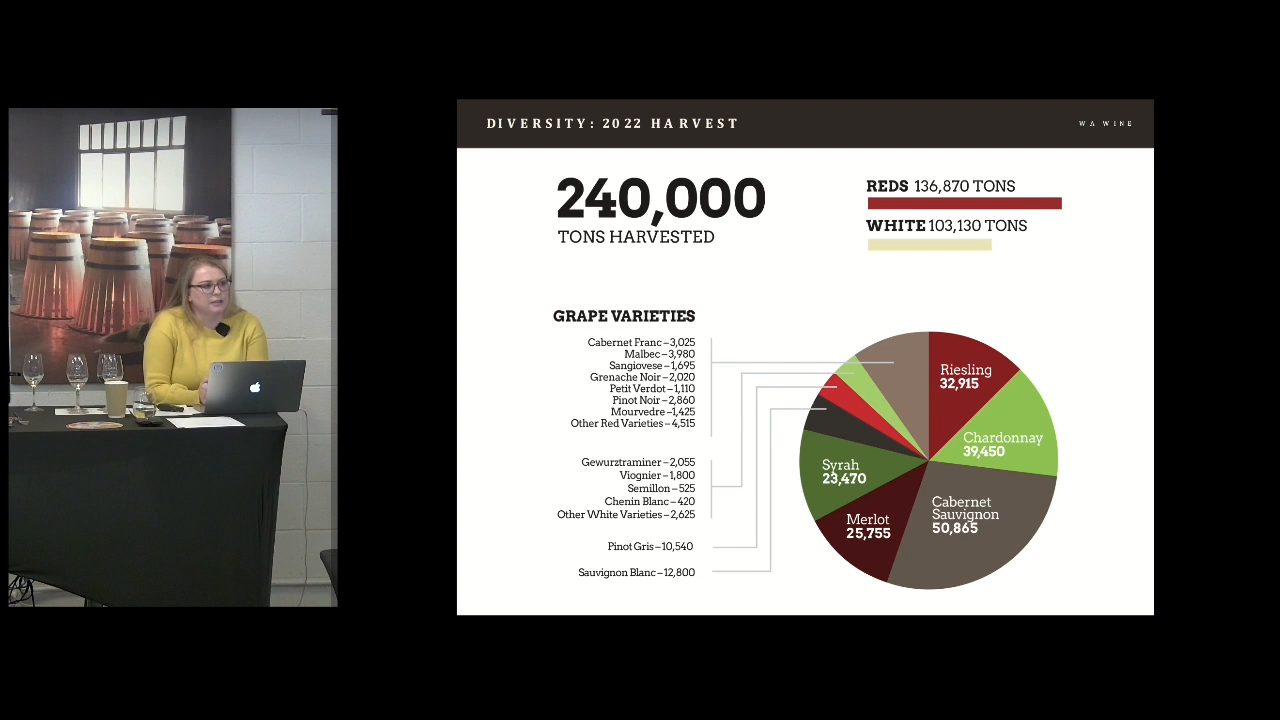 DIVERSITY: 2022 HARVEST
WA WINE
240,000
TONS HARVESTED
REDS 136,870 TONS
WHITE 103,130 TONS
GRAPE VARIETIES
Cabernet Franc – 3,025
Malbec – 3,980
Sangiovese – 1,695
Grenache Noir – 2,020
Petit Verdot – 1,110
Pinot Noir – 2,860
Mourvedre –1,425
Other Red Varieties – 4,515
Gewurztraminer – 2,055
Viognier – 1,800
Semillon – 525
Chenin Blanc – 420
Other White Varieties – 2,625
Pinot Gris – 10,540
Sauvignon Blanc – 12,800
Riesling
32,915
Chardonnay
39,450
Cabernet
Sauvignon
50,865
Merlot
25,755
Syrah
23,470